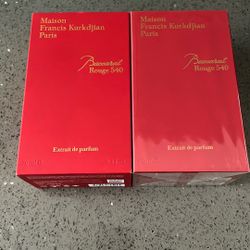 Maison
Francis Kurkdjian
Paris
Baccarat
Rouge 540
Extrait de parfum
Maison
Francis Kurkdjian
Paris
Baccarat
Rouge 540
Extrait de parfum